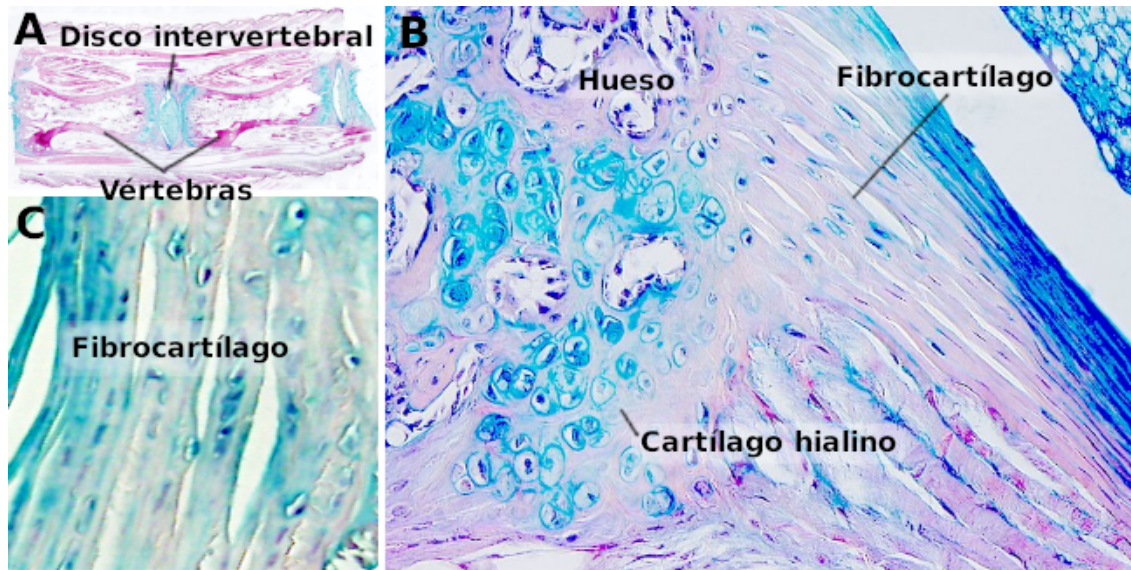 A
Disco intervertebral
Vértebras
B
Hueso
Fibrocartílago
Cartílago hialino
C
Fibrocartílago